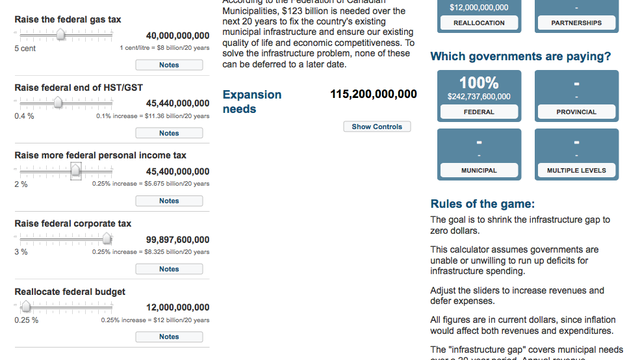 Raise the federal gas tax
40,000,000,000
5 cent
1 cent/litre = $8 billion/20 years
Notes
Raise federal end of HST/GST
45,440,000,000
0.4 %
0.1% increase = $11.36 billion/20 years
Notes
Raise more federal personal income tax
45,400,000,000
2 %
0.25% increase = $5.675 billion/20 years
Notes
Raise federal corporate tax
99,897,600,000
3 %
0.25% increase = $8.325 billion/20 years
Notes
Reallocate federal budget
12,000,000,000
0.25 %
0.25% increase = $12 billion/20 years
Notes
According to the Federation of Canadian
Municipalities, $123 billion is needed over the
next 20 years to fix the country's existing
municipal infrastructure and ensure our existing
quality of life and economic competitiveness. To
solve the infrastructure problem, none of these
can be deferred to a later date.
Expansion
needs
115,200,000,000
Show Controls
$12,000,000,000
-
REALLOCATION
PARTNERSHIPS
Which governments are paying?
100%
$242,737,600,000
FEDERAL
-
-
PROVINCIAL
-
-
MUNICIPAL
-
-
MULTIPLE LEVELS
Rules of the game:
The goal is to shrink the infrastructure gap to
zero dollars.
This calculator assumes governments are
unable or unwilling to run up deficits for
infrastructure spending.
Adjust the sliders to increase revenues and
defer expenses.
All figures are in current dollars, since inflation
would affect both revenues and expenditures.
The "infrastructure gap" covers municipal needs
over a 20-year period. Annual revenue